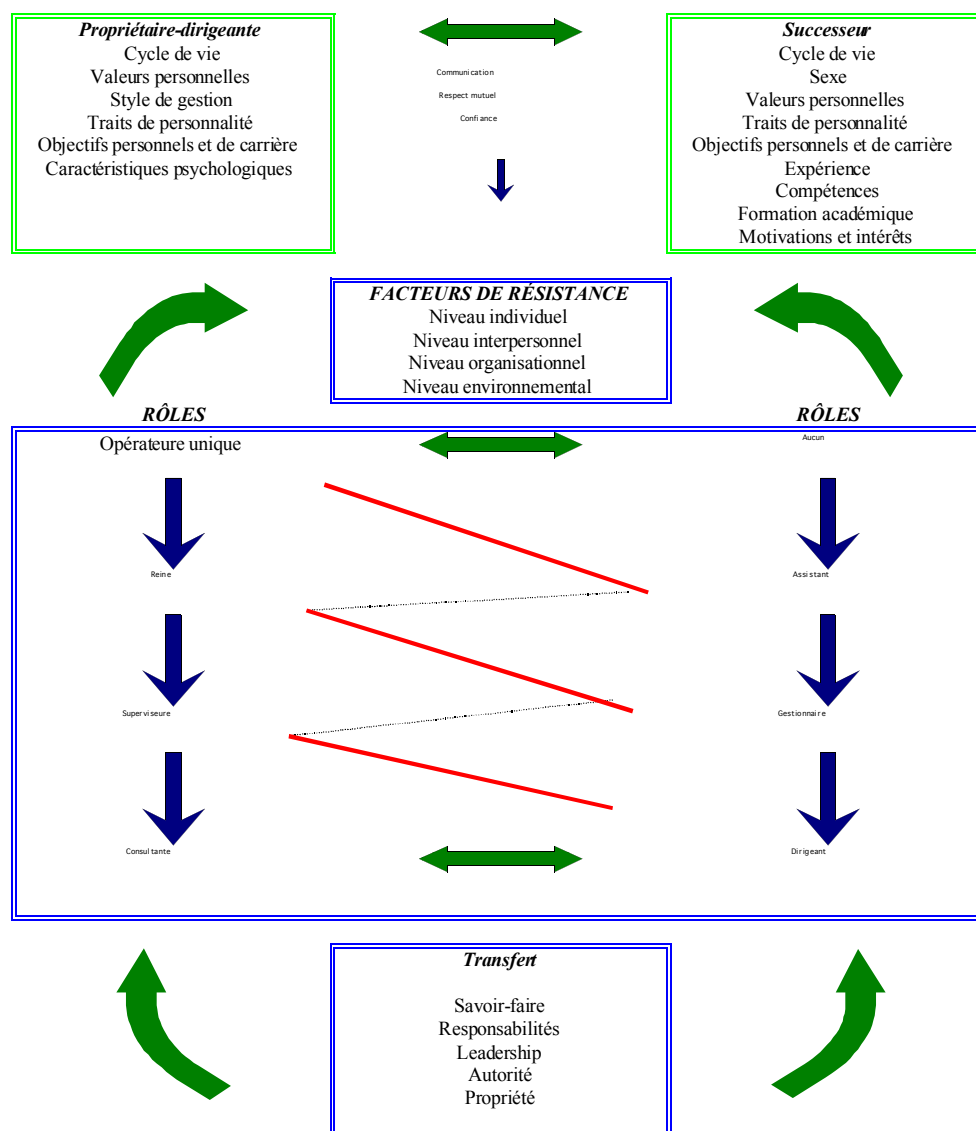 Propriétaire-dirigeante
Cycle de vie
Valeurs personnelles
Style de gestion
Traits de personnalité
Objectifs personnels et de carrière
Caractéristiques psychologiques
Communication
Respect mutuel
Confiance
Successeur
Cycle de vie
Sexe
Valeurs personnelles
Traits de personnalité
Objectifs personnels et de carrière
Expérience
Compétences
Formation académique
Motivations et intérêts
FACTEURS DE RÉSISTANCE
Niveau individuel
Niveau interpersonnel
Niveau organisationnel
Niveau environnemental
RÔLES
RÔLES
Opérateure unique
Aucun
Reine
Assistant
Superviseure
Gestionnaire
Consultante
Dirigeant
Transfert
Savoir-faire
Responsabilités
Leadership
Autorité
Propriété